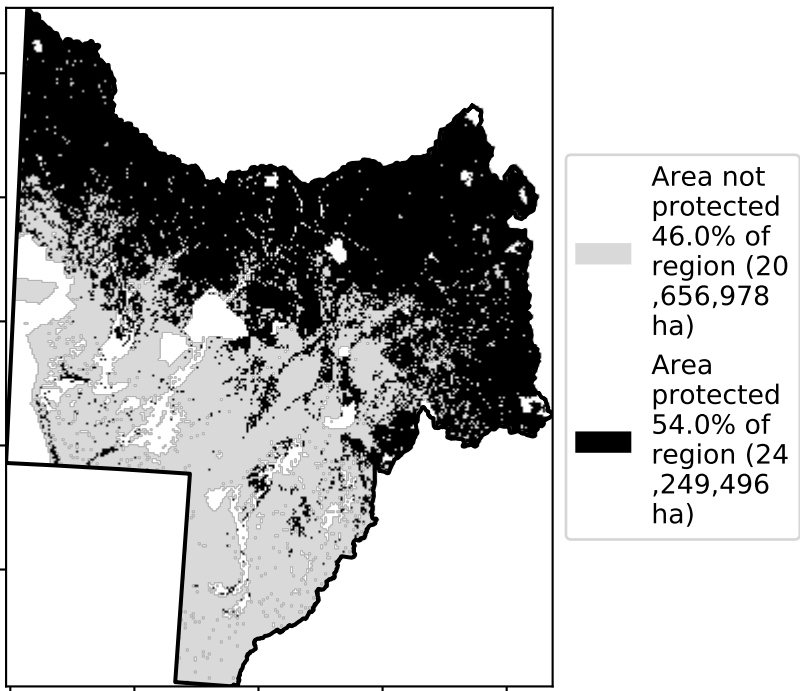 Area not
protected
46.0% of
region (20
,656,978
ha)
Area
protected
54.0% of
region (24
,249,496
ha)